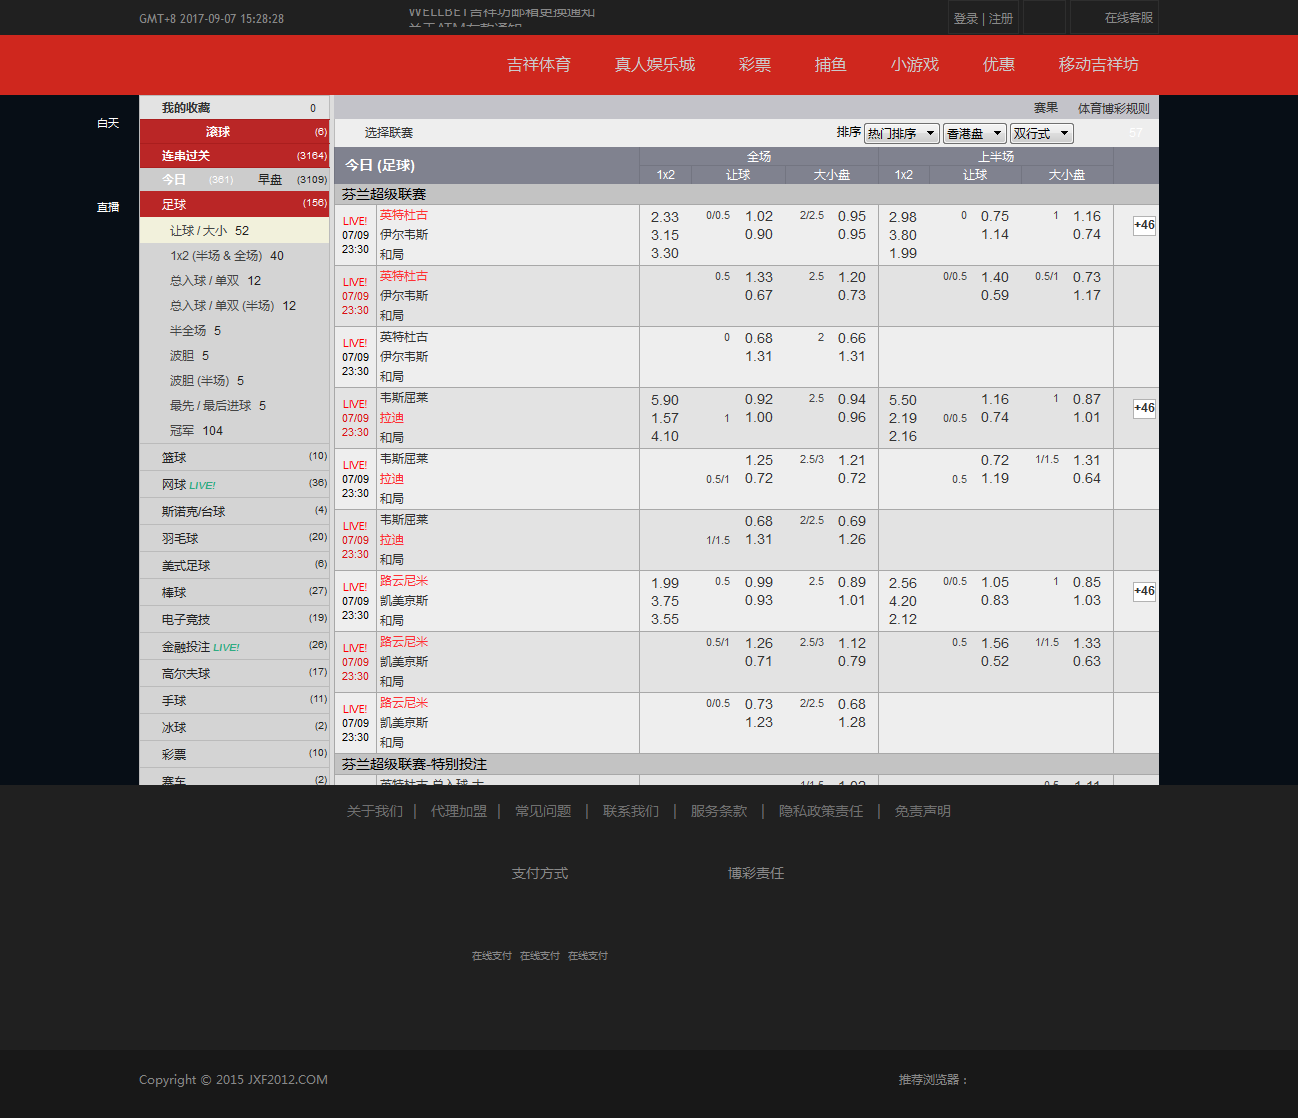 GMT+8 2017-09-07 15:28:28
WELLBET吉祥坊邮箱更换通知
关于ATM存款通知
登录 | 注册
在线客服
吉祥体育 真人娱乐城 彩票 捕鱼 小游戏 优惠 移动吉祥坊
白天
直播
我的收藏 0
滚球 (6)
连串过关 (3164)
今日 (361) 早盘 (3109)
足球 (156)
让球 / 大小 52
1x2 (半场 & 全场) 40
总入球 / 单双 12
总入球 / 单双 (半场) 12
半全场 5
波胆 5
波胆 (半场) 5
最先 / 最后进球 5
冠军 104
篮球 (10)
网球 LIVE! (36)
斯诺克/台球 (4)
羽毛球 (20)
美式足球 (6)
棒球 (27)
电子竞技 (19)
金融投注 LIVE! (26)
高尔夫球 (17)
手球 (11)
冰球 (2)
彩票 (10)
赛车 (2)
赛果 体育博彩规则
选择联赛 排序 热门排序 香港盘 双行式 57
今日 (足球) 全场 上半场
1x2 让球 大小盘 1x2 让球 大小盘
芬兰超级联赛
LIVE! 英特杜古 2.33 0/0.5 1.02 2/2.5 0.95 2.98 0 0.75 1 1.16 +46
07/09 伊尔韦斯 3.15 0.90 0.95 3.80 1.14 0.74
23:30 和局 3.30 1.99
LIVE! 英特杜古 0.5 1.33 2.5 1.20 0/0.5 1.40 0.5/1 0.73
07/09 伊尔韦斯 0.67 0.73 0.59 1.17
23:30 和局
LIVE! 英特杜古 0 0.68 2 0.66
07/09 伊尔韦斯 1.31 1.31
23:30 和局
LIVE! 韦斯屈莱 5.90 0.92 2.5 0.94 5.50 1.16 1 0.87 +46
07/09 拉迪 1.57 1 1.00 0.96 2.19 0/0.5 0.74 1.01
23:30 和局 4.10 2.16
LIVE! 韦斯屈莱 1.25 2.5/3 1.21 0.72 1/1.5 1.31
07/09 拉迪 0.5/1 0.72 0.72 0.5 1.19 0.64
23:30 和局
LIVE! 韦斯屈莱 0.68 2/2.5 0.69
07/09 拉迪 1/1.5 1.31 1.26
23:30 和局
LIVE! 路云尼米 1.99 0.5 0.99 2.5 0.89 2.56 0/0.5 1.05 1 0.85 +46
07/09 凯美京斯 3.75 0.93 1.01 4.20 0.83 1.03
23:30 和局 3.55 2.12
LIVE! 路云尼米 0.5/1 1.26 2.5/3 1.12 0.5 1.56 1/1.5 1.33
07/09 凯美京斯 0.71 0.79 0.52 0.63
23:30 和局
LIVE! 路云尼米 0/0.5 0.73 2/2.5 0.68
07/09 凯美京斯 1.23 1.28
23:30 和局
芬兰超级联赛-特别投注
关于我们 | 代理加盟 | 常见问题 | 联系我们 | 服务条款 | 隐私政策责任 | 免责声明
支付方式 博彩责任
在线支付 在线支付 在线支付
Copyright © 2015 JXF2012.COM 推荐浏览器：